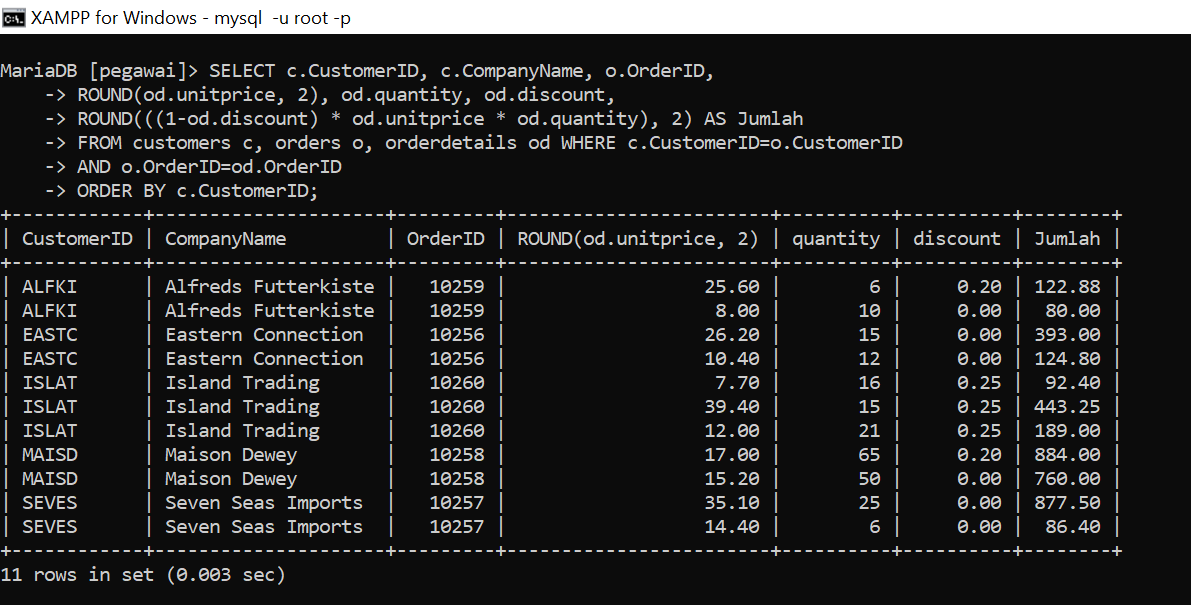 XAMPP for Windows - mysql  -u root -p
MariaDB [pegawai]> SELECT c.CustomerID, c.CompanyName, o.OrderID,
    -> ROUND(od.unitprice, 2), od.quantity, od.discount,
    -> ROUND(((1-od.discount) * od.unitprice * od.quantity), 2) AS Jumlah
    -> FROM customers c, orders o, orderdetails od WHERE c.CustomerID=o.CustomerID
    -> AND o.OrderID=od.OrderID
    -> ORDER BY c.CustomerID;
+------------+---------------------+---------+------------------------+----------+----------+--------+
| CustomerID | CompanyName         | OrderID | ROUND(od.unitprice, 2) | quantity | discount | Jumlah |
+------------+---------------------+---------+------------------------+----------+----------+--------+
| ALFKI      | Alfreds Futterkiste |   10259 |                  25.60 |        6 |     0.20 | 122.88 |
| ALFKI      | Alfreds Futterkiste |   10259 |                   8.00 |       10 |     0.00 |  80.00 |
| EASTC      | Eastern Connection  |   10256 |                  26.20 |       15 |     0.00 | 393.00 |
| EASTC      | Eastern Connection  |   10256 |                  10.40 |       12 |     0.00 | 124.80 |
| ISLAT      | Island Trading      |   10260 |                   7.70 |       16 |     0.25 |  92.40 |
| ISLAT      | Island Trading      |   10260 |                  39.40 |       15 |     0.25 | 443.25 |
| ISLAT      | Island Trading      |   10260 |                  12.00 |       21 |     0.25 | 189.00 |
| MAISD      | Maison Dewey        |   10258 |                  17.00 |       65 |     0.20 | 884.00 |
| MAISD      | Maison Dewey        |   10258 |                  15.20 |       50 |     0.00 | 760.00 |
| SEVES      | Seven Seas Imports  |   10257 |                  35.10 |       25 |     0.00 | 877.50 |
| SEVES      | Seven Seas Imports  |   10257 |                  14.40 |        6 |     0.00 |  86.40 |
+------------+---------------------+---------+------------------------+----------+----------+--------+
11 rows in set (0.003 sec)